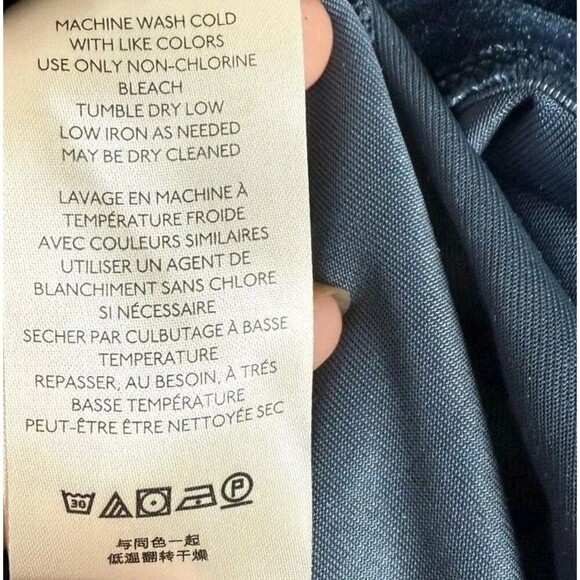 MACHINE WASH COLD
WITH LIKE COLORS
USE ONLY NON-CHLORINE
BLEACH
TUMBLE DRY LOW
LOW IRON AS NEEDED
MAY BE DRY CLEANED
LAVAGE EN MACHINE À
TEMPÉRATURE FROIDE
AVEC COULEURS SIMILAIRES
UTILISER UN AGENT DE
BLANCHIMENT SANS CHLORE
SI NÉCESSAIRE
SECHER PAR CULBUTAGE À BASSE
TEMPERATURE
REPASSER, AU BESOIN, À TRÉS
BASSE TEMPÉRATURE
PEUT-ÊTRE ÊTRE NETTOYÉE SEC
30 P
与同色一起
低温翻转干燥